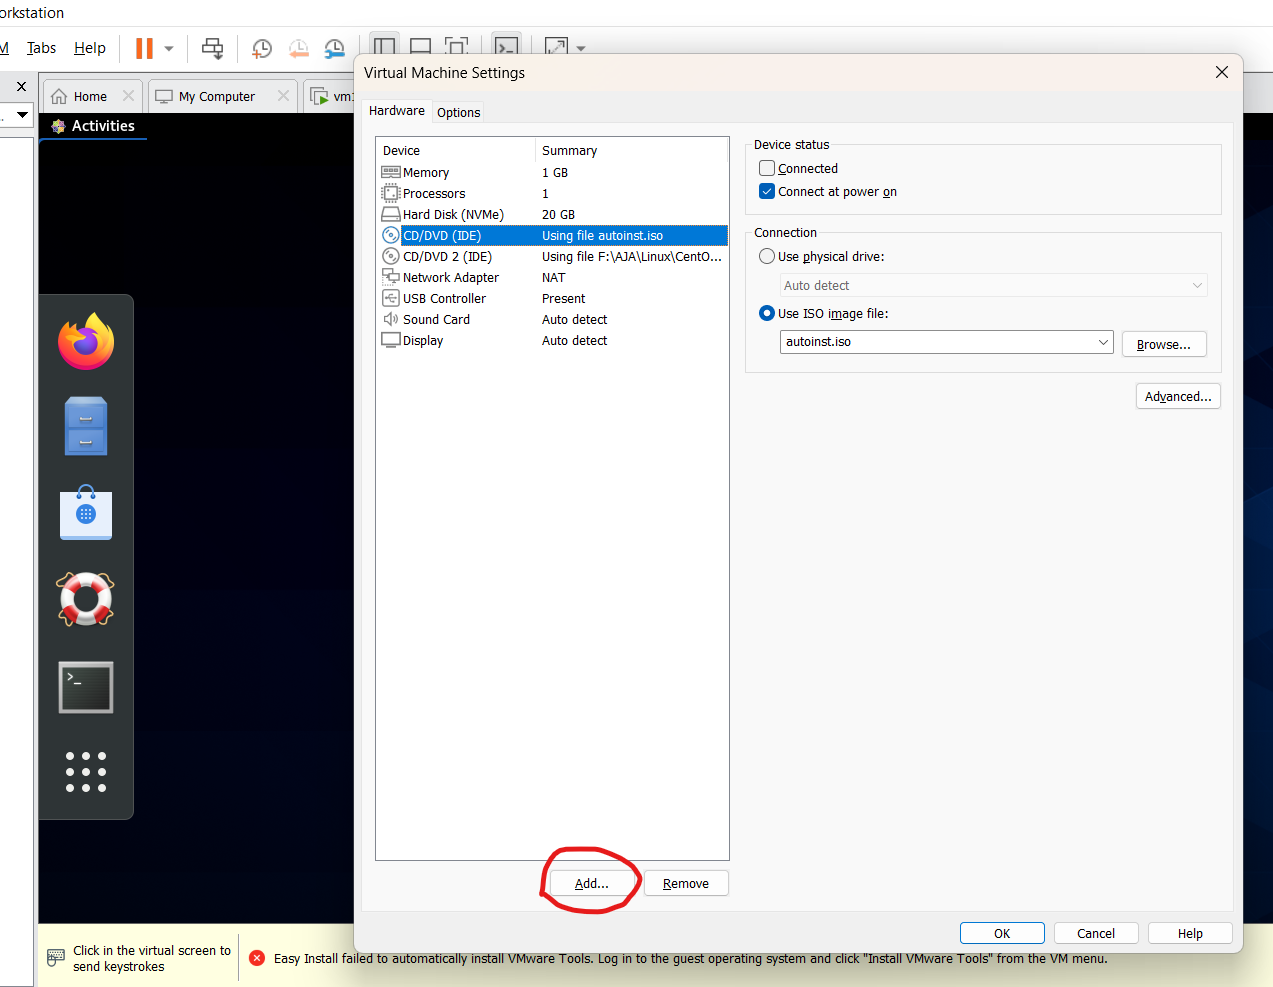 orkstation
M Tabs Help
Home
My Computer
vm1
Activities
Virtual Machine Settings
Hardware Options
Device Summary
Memory 1 GB
Processors 1
Hard Disk (NVMe) 20 GB
CD/DVD (IDE) Using file autoinst.iso
CD/DVD 2 (IDE) Using file F:\AJA\Linux\CentO...
Network Adapter NAT
USB Controller Present
Sound Card Auto detect
Display Auto detect
Add... Remove
Device status
Connected
Connect at power on
Connection
Use physical drive:
Auto detect
Use ISO image file:
autoinst.iso Browse...
Advanced...
OK Cancel Help
Click in the virtual screen to
send keystrokes
Easy Install failed to automatically install VMware Tools. Log in to the guest operating system and click "Install VMware Tools" from the VM menu.